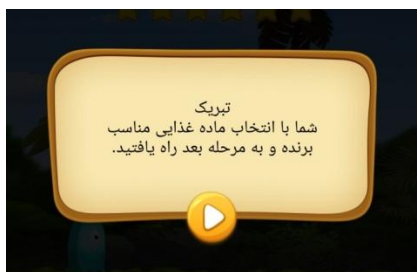 تبریک
شما با انتخاب ماده غذایی مناسب
برنده و به مرحله بعد راه یافتید.